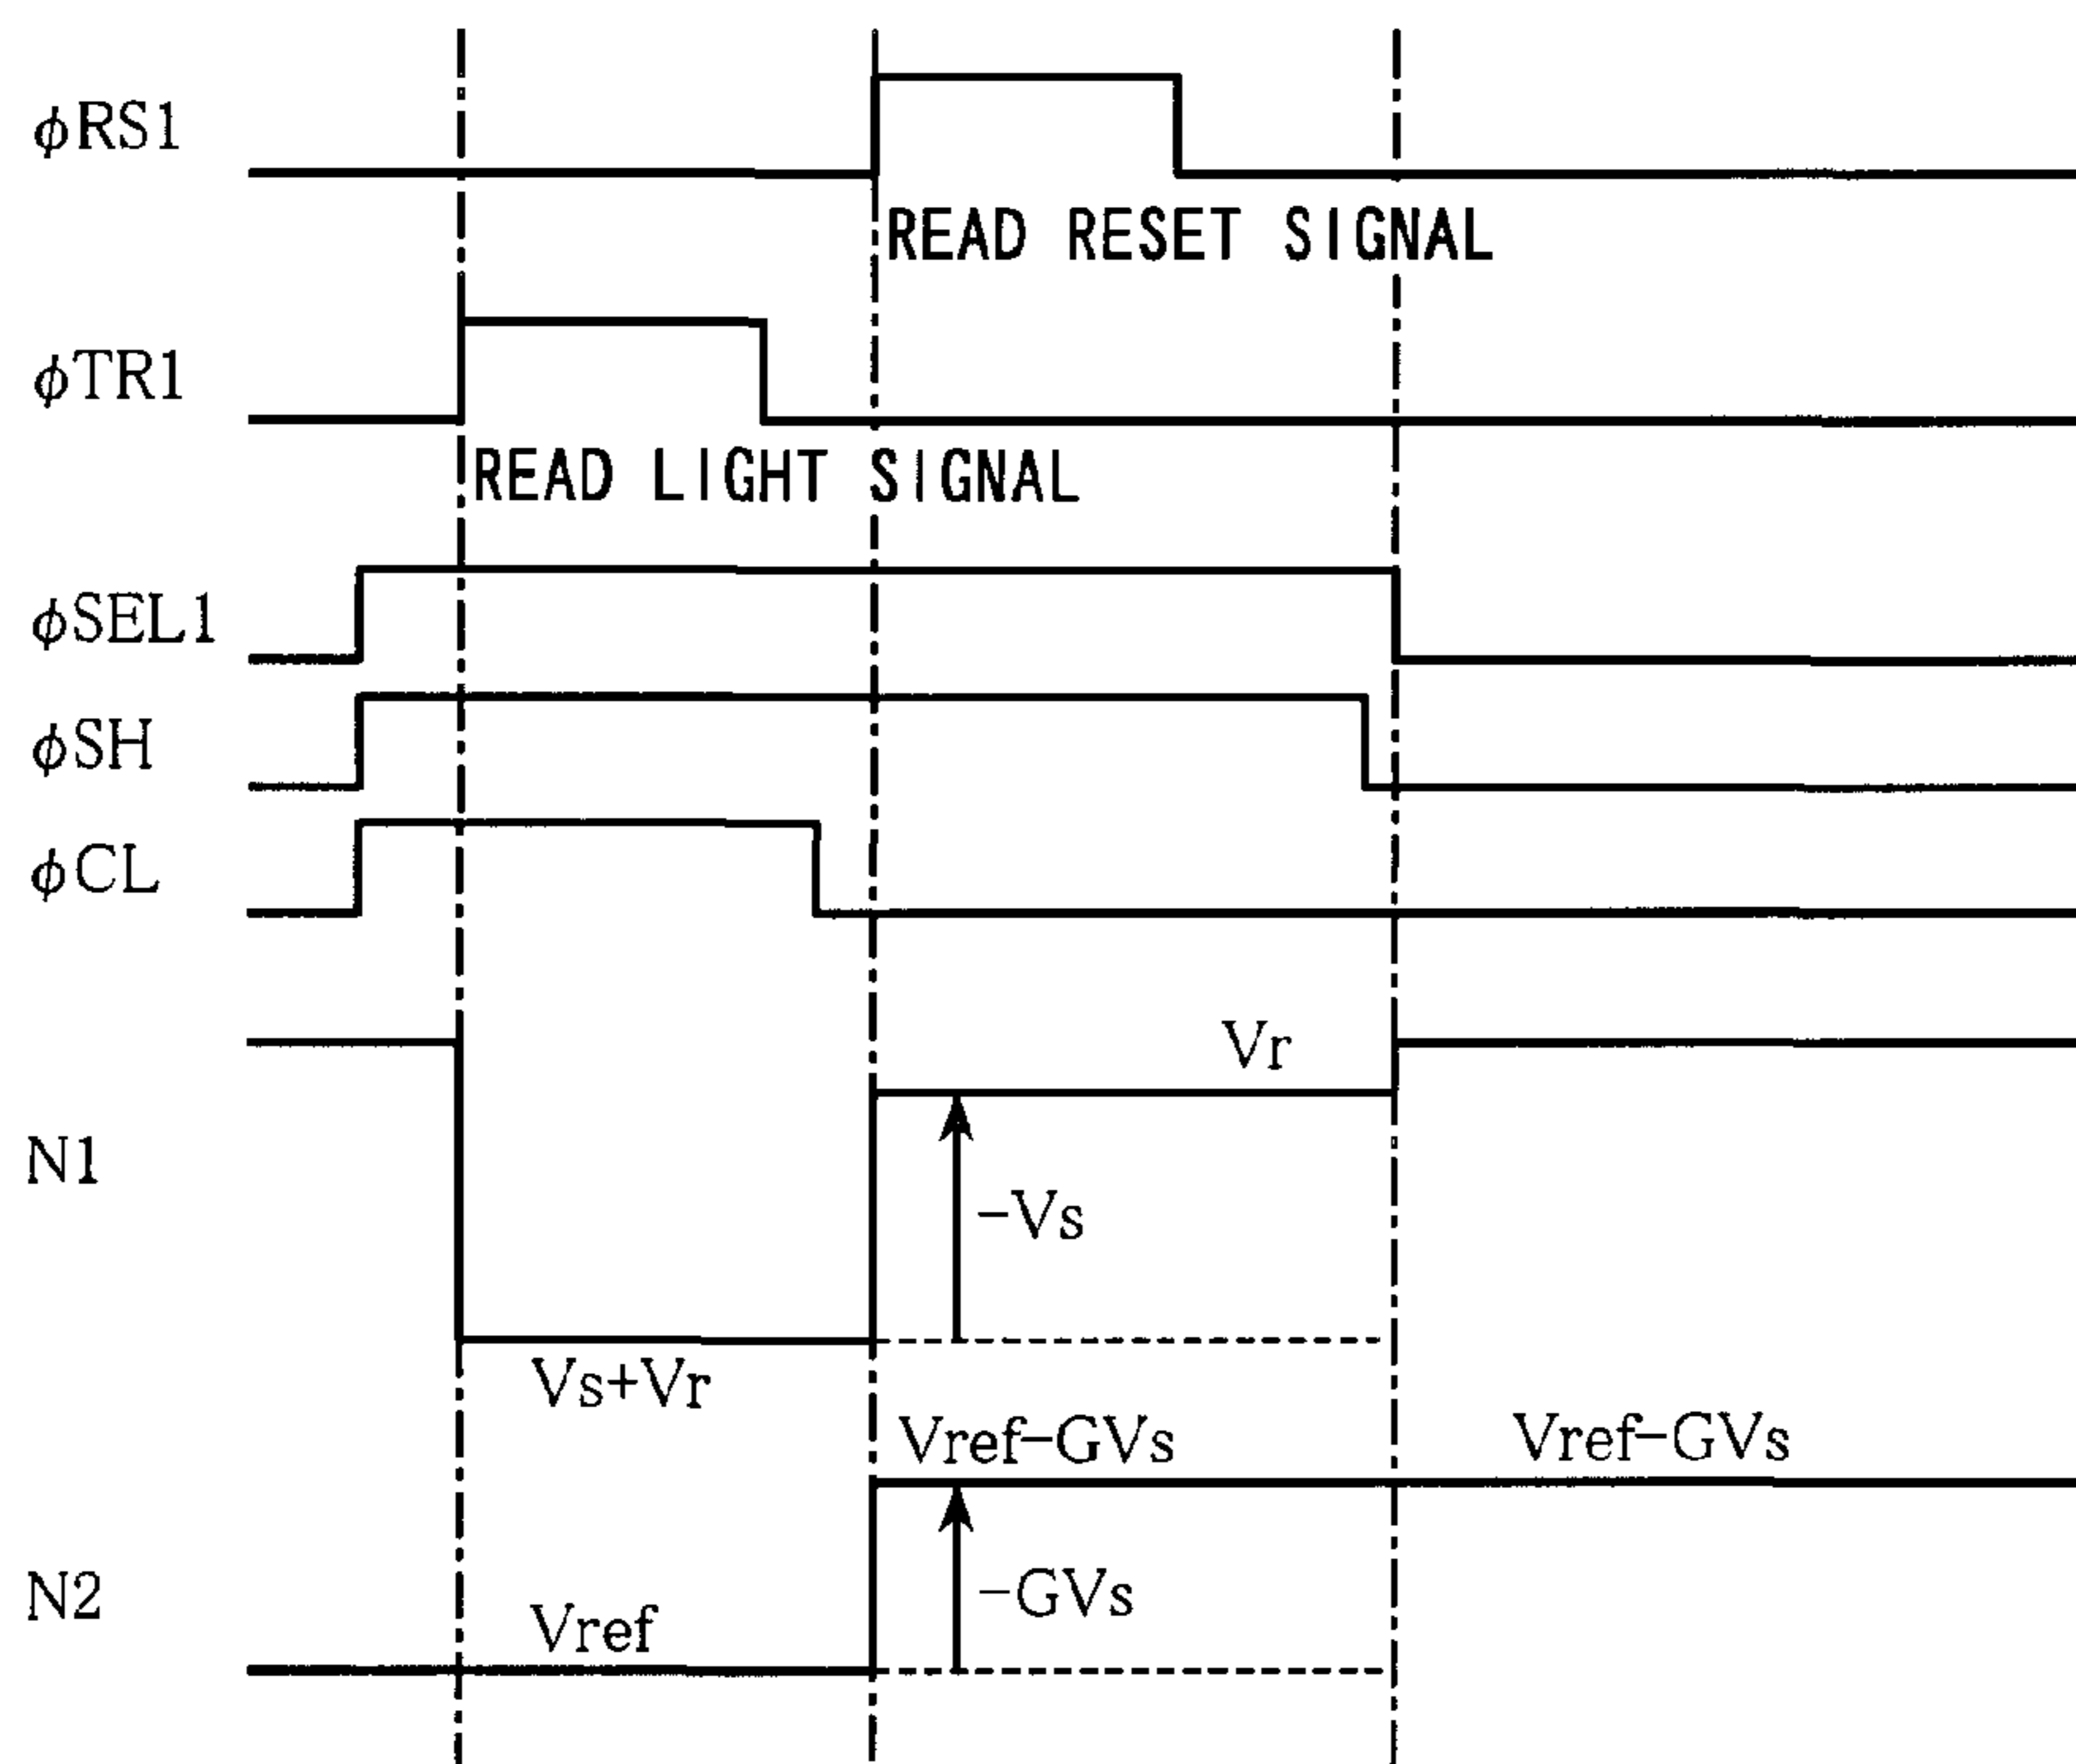 ϕRS1
READ RESET SIGNAL
ϕTR1
READ LIGHT SIGNAL
ϕSEL1
ϕSH
ϕCL
Vr
N1
-Vs
Vs+Vr
Vref-GVs Vref-GVs
N2
-GVs
Vref